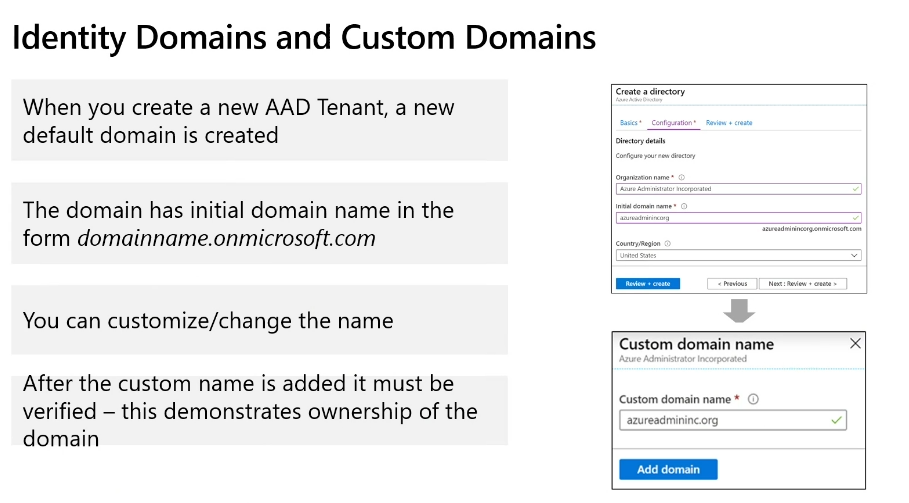 Identity Domains and Custom Domains
When you create a new AAD Tenant, a new
default domain is created
The domain has initial domain name in the
form domainname.onmicrosoft.com
You can customize/change the name
After the custom name is added it must be
verified – this demonstrates ownership of the
domain
Create a directory
Azure Active Directory
Basics * Configuration * Review + create
Directory details
Configure your new directory
Organization name *
Azure Administrator Incorporated
Initial domain name *
azureadminincorg
azureadminincorg.onmicrosoft.com
Country/Region
United States
Review + create < Previous Next : Review + create >
Custom domain name
Azure Administrator Incorporated
Custom domain name *
azureadmininc.org
Add domain